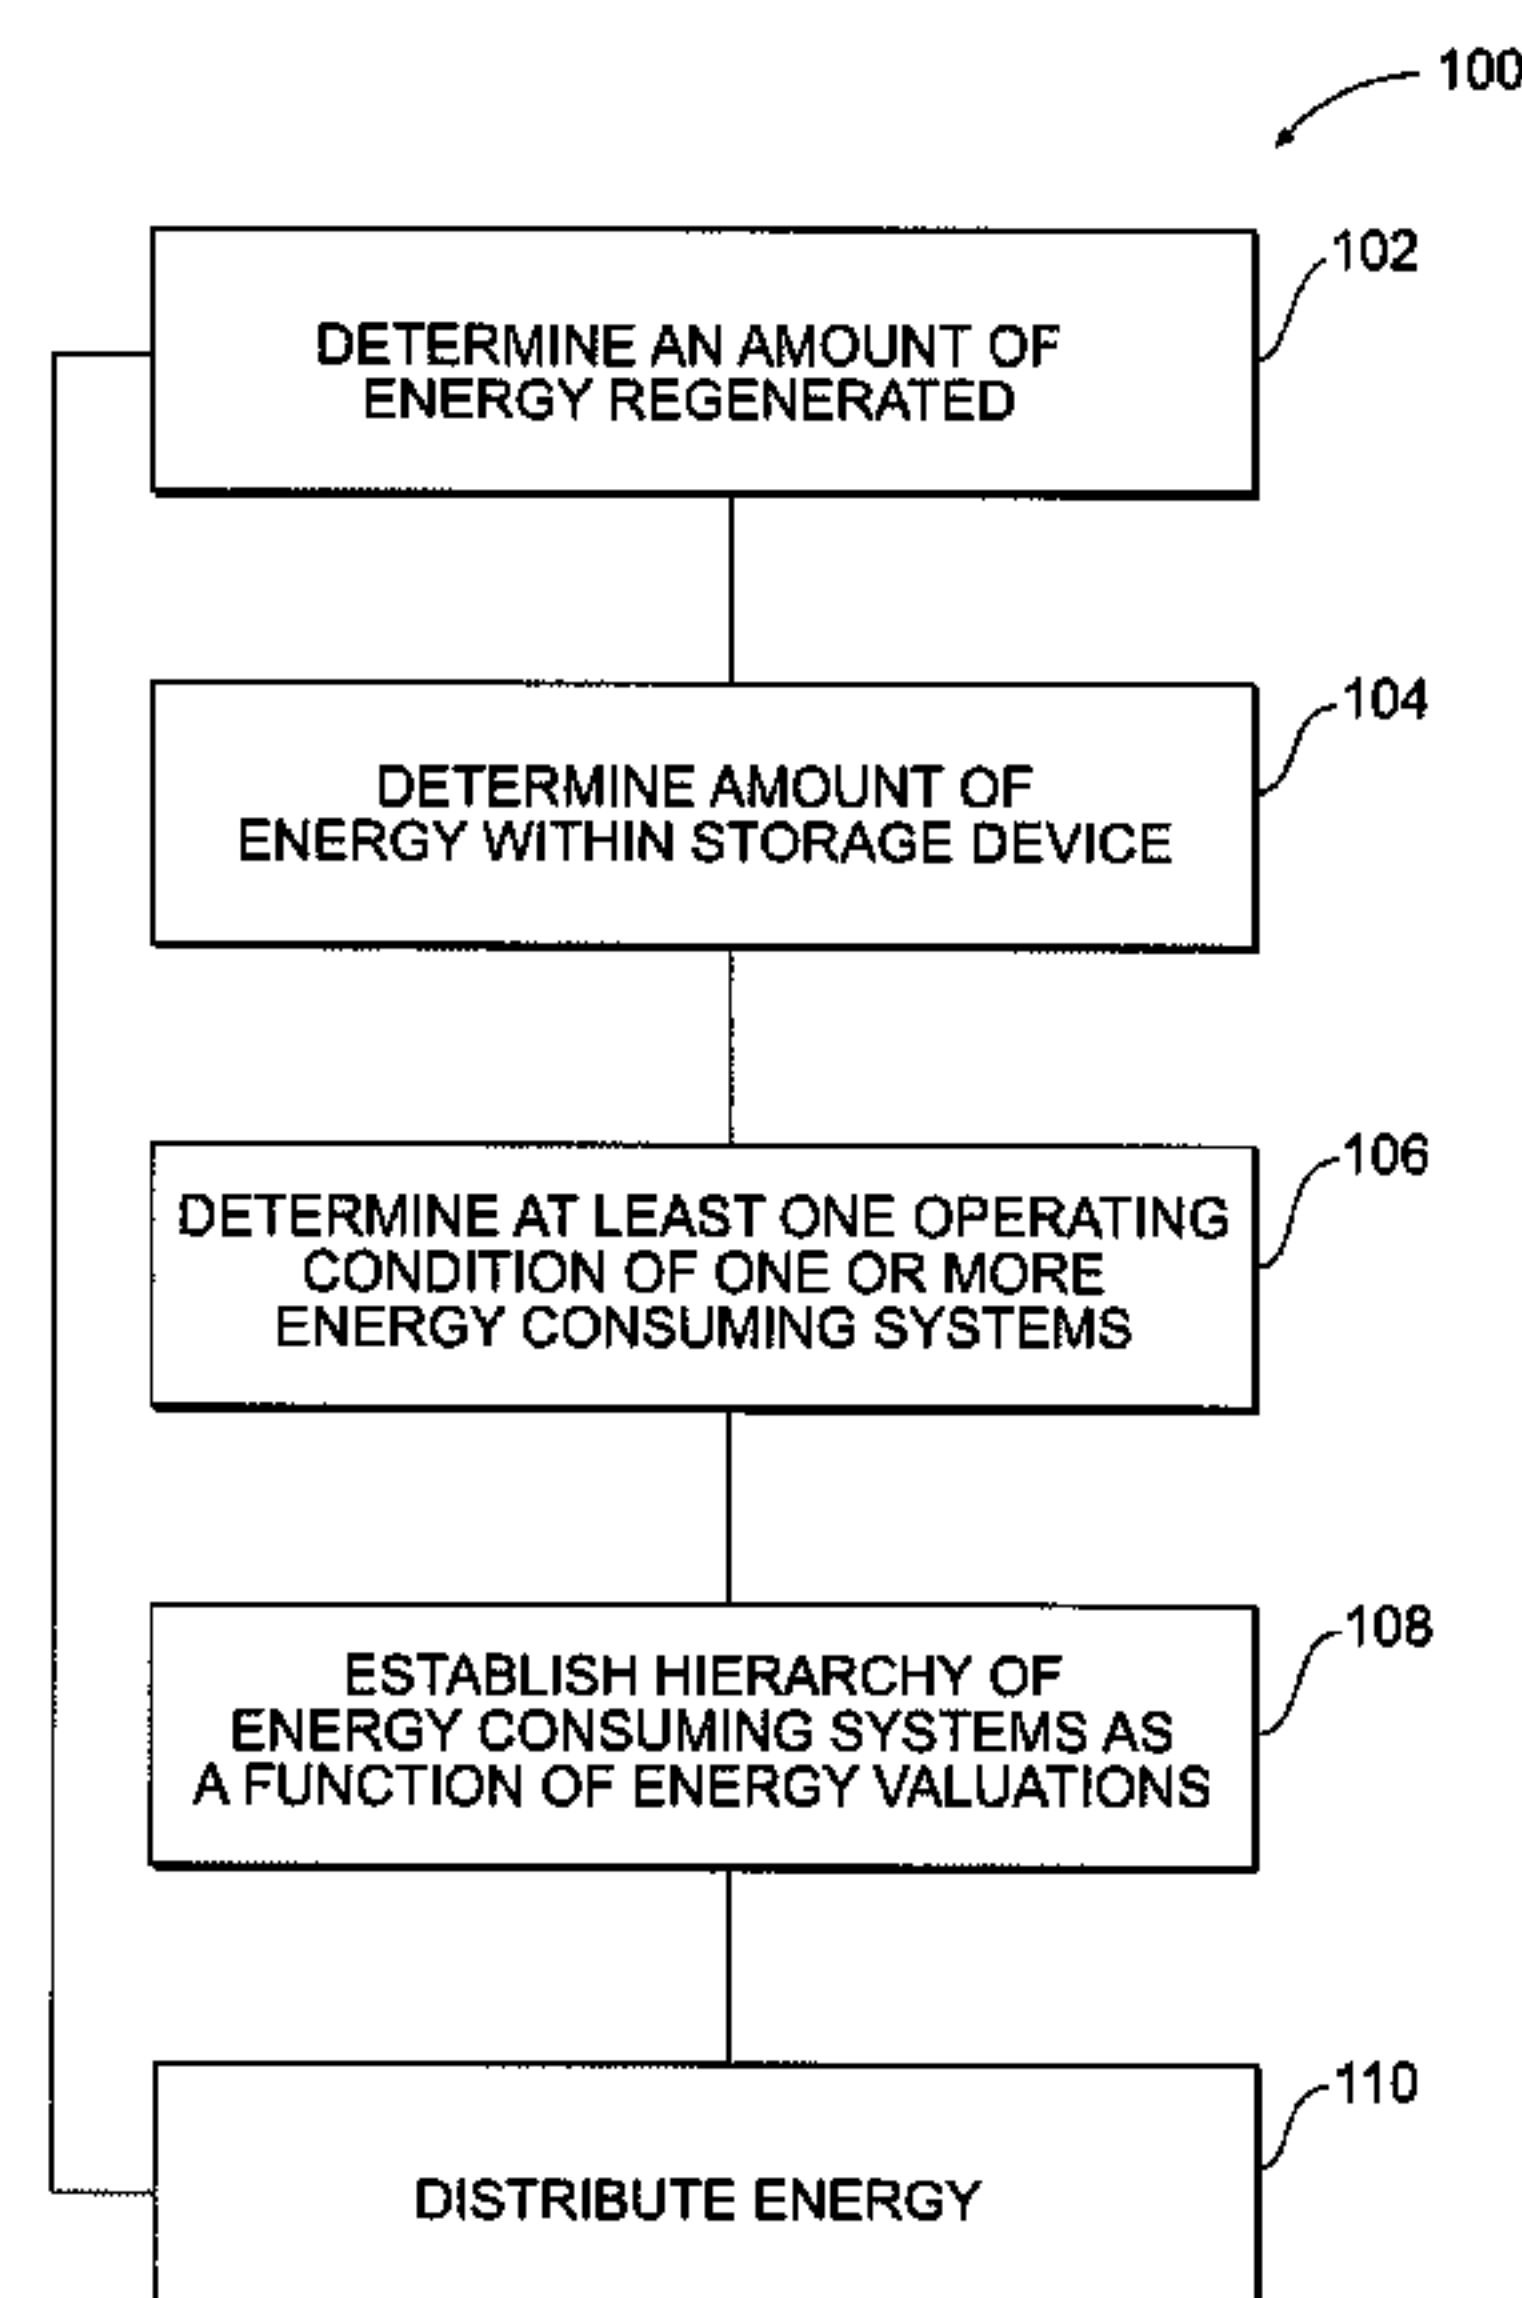 100
102
DETERMINE AN AMOUNT OF
ENERGY REGENERATED
104
DETERMINE AMOUNT OF
ENERGY WITHIN STORAGE DEVICE
106
DETERMINE AT LEAST ONE OPERATING
CONDITION OF ONE OR MORE
ENERGY CONSUMING SYSTEMS
108
ESTABLISH HIERARCHY OF
ENERGY CONSUMING SYSTEMS AS
A FUNCTION OF ENERGY VALUATIONS
110
DISTRIBUTE ENERGY